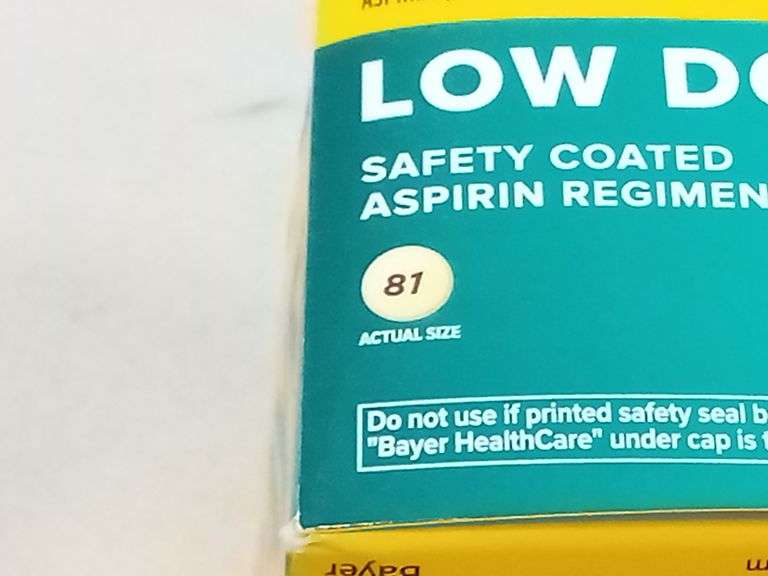 LOW
SAFETY COATED
ASPIRIN REGIMEN
81
ACTUAL SIZE
Do not use if printed safety seal
"Bayer HealthCare" under cap is
Bayer